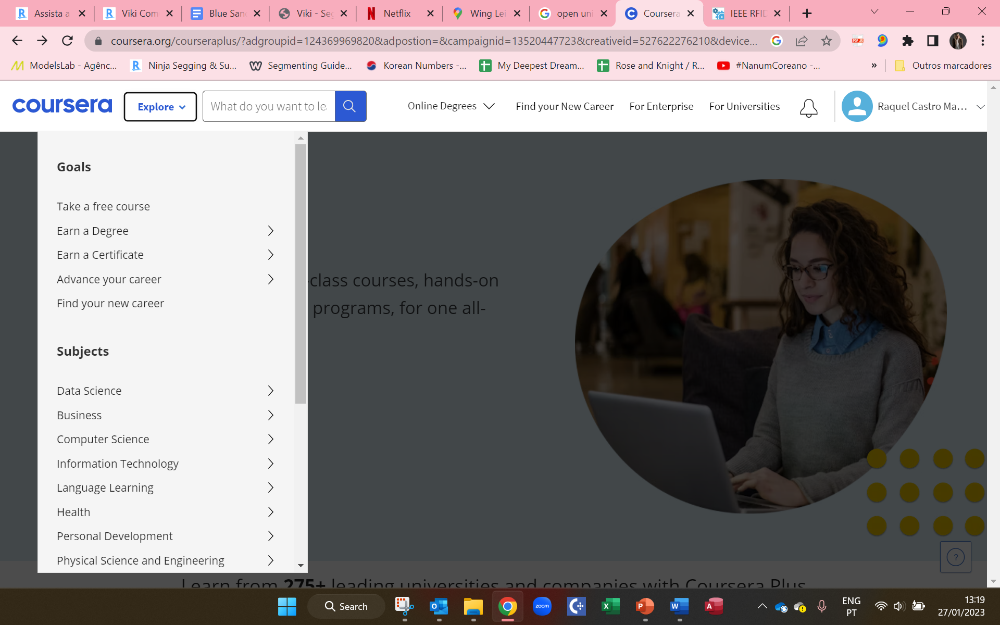 Assista a
Viki Com
Blue San
Viki - Seg
Netflix
Wing Lei
open uni
Coursera
IEEE RFID
coursera.org/courseraplus/?adgroupid=124369969820&adpostion=&campaignid=13520447723&creativeid=527622276210&device...
ModelsLab - Agênc...
Ninja Segging & Su...
Segmenting Guide...
Korean Numbers -...
My Deepest Dream...
Rose and Knight / R...
#NanumCoreano -...
»
Outros marcadores
coursera
Explore
What do you want to le
Online Degrees
Find your New Career
For Enterprise
For Universities
Raquel Castro Ma...
Goals
Take a free course
Earn a Degree
Earn a Certificate
Advance your career
Find your new career
Subjects
Data Science
Business
Computer Science
Information Technology
Language Learning
Health
Personal Development
Physical Science and Engineering
-class courses, hands-on
programs, for one all-
?
Learn from 275+ leading universities and companies with Coursera Plus
Search
zoom
ENG
PT
13:19
27/01/2023